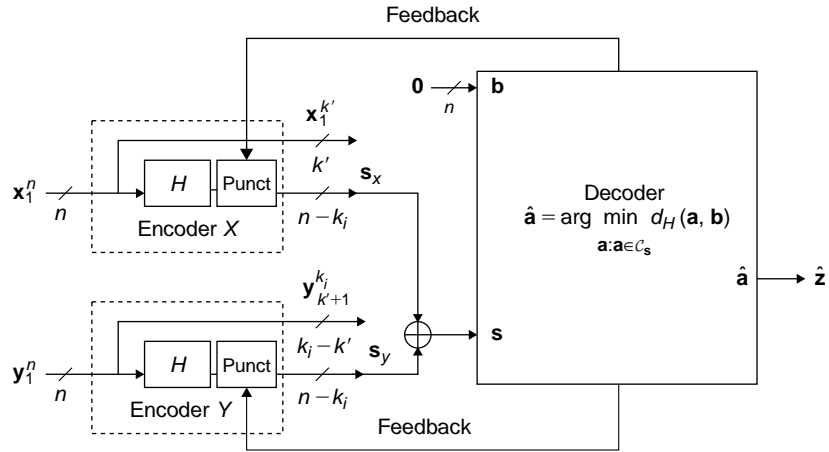 Feedback
0
n
b
x_1^{k'}
k'
x_1^n
n
H
Punct
s_x
n – k_i
Encoder X
Decoder
â = arg min d_H(a, b)
a:a∈𝒞_s
â
ẑ
y_{k'+1}^{k_i}
k_i – k'
s
y_1^n
n
H
Punct
s_y
n – k_i
Encoder Y
Feedback